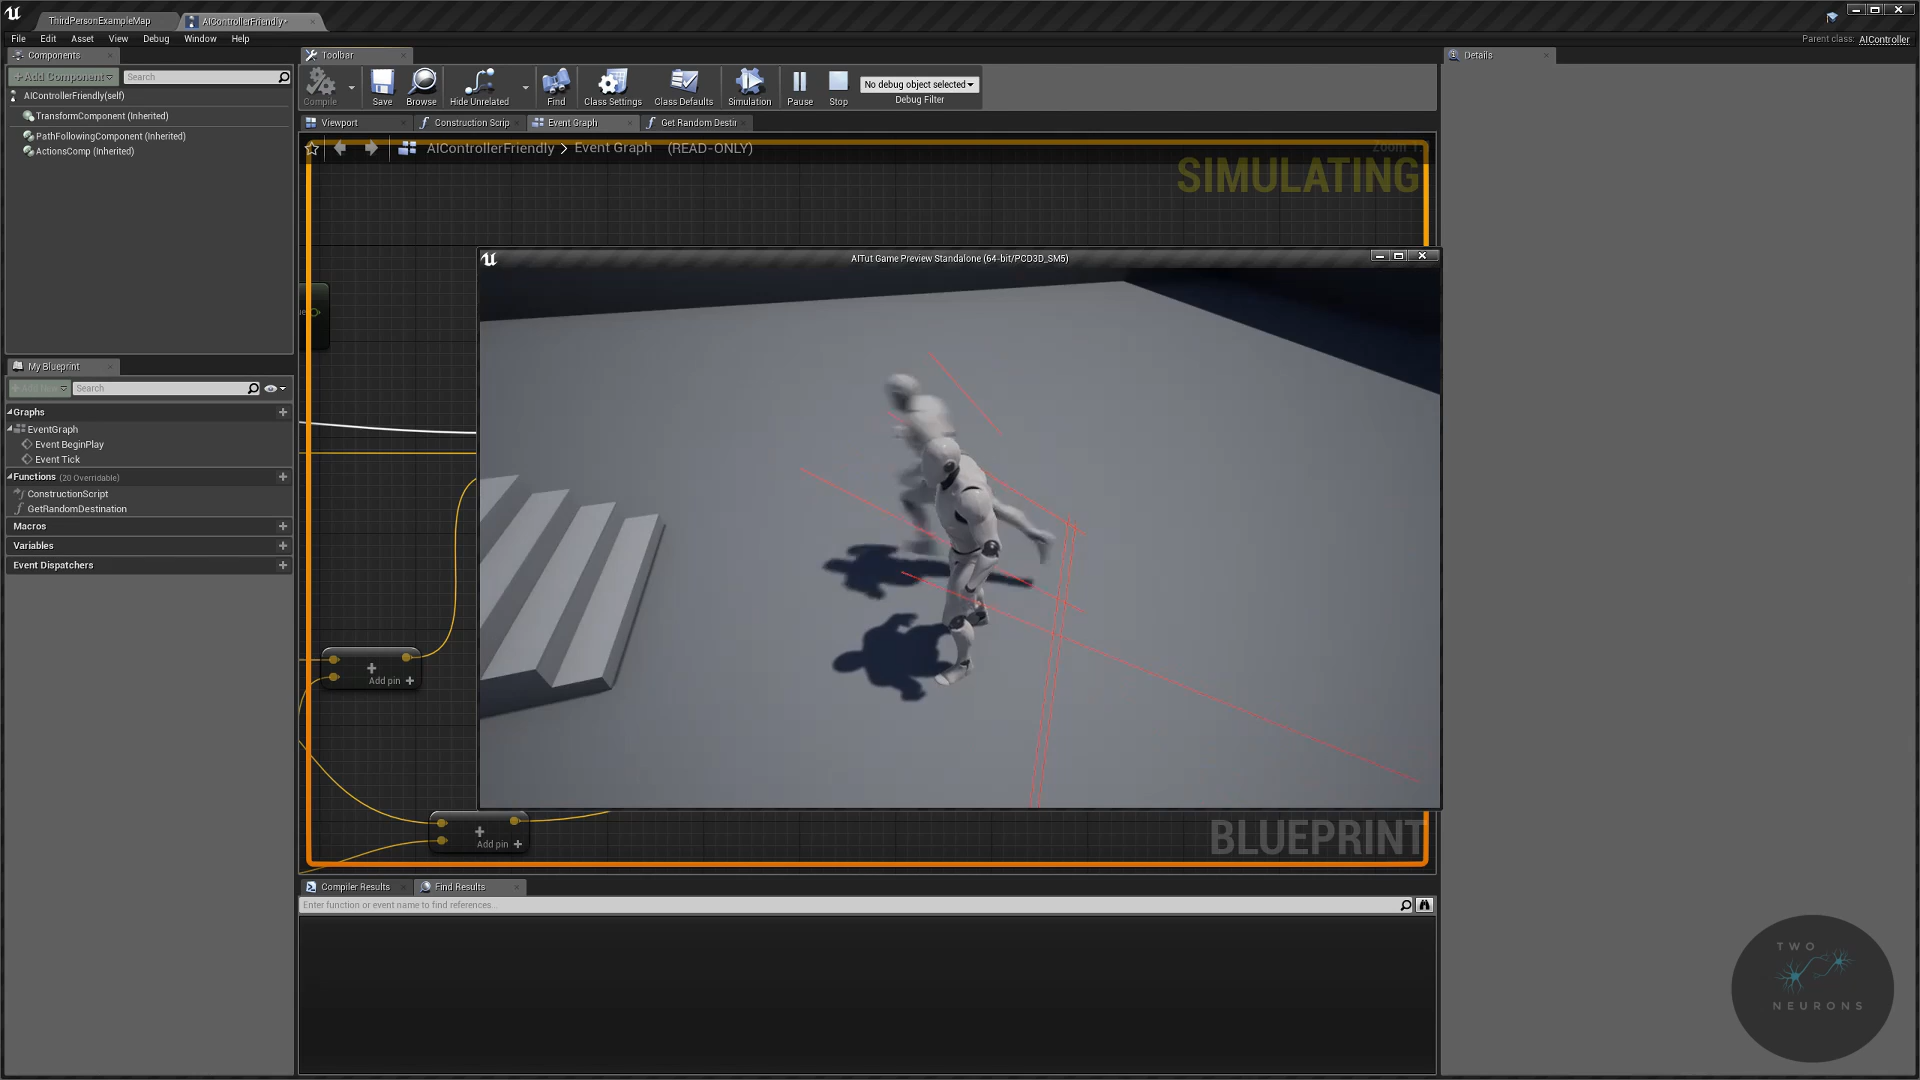 ThirdPersonExampleMap
AIControllerFriendly*
File Edit Asset View Debug Window Help
Parent class: AIController
Components
Toolbar
Details
+Add Component
Search
AIControllerFriendly(self)
TransformComponent (Inherited)
PathFollowingComponent (Inherited)
ActionsComp (Inherited)
Compile
Save
Browse
Hide Unrelated
Find
Class Settings
Class Defaults
Simulation
Pause
Stop
No debug object selected
Debug Filter
Viewport
Construction Scrip
Event Graph
Get Random Destir
AIControllerFriendly > Event Graph (READ-ONLY)
SIMULATING
AITut Game Preview Standalone (64-bit/PCD3D_SM5)
My Blueprint
Search
Graphs
EventGraph
Event BeginPlay
Event Tick
Functions (20 Overridable)
ConstructionScript
GetRandomDestination
Macros
Variables
Event Dispatchers
Add pin +
Add pin +
BLUEPRINT
Compiler Results
Find Results
Enter function or event name to find references...
TWO
NEURONS